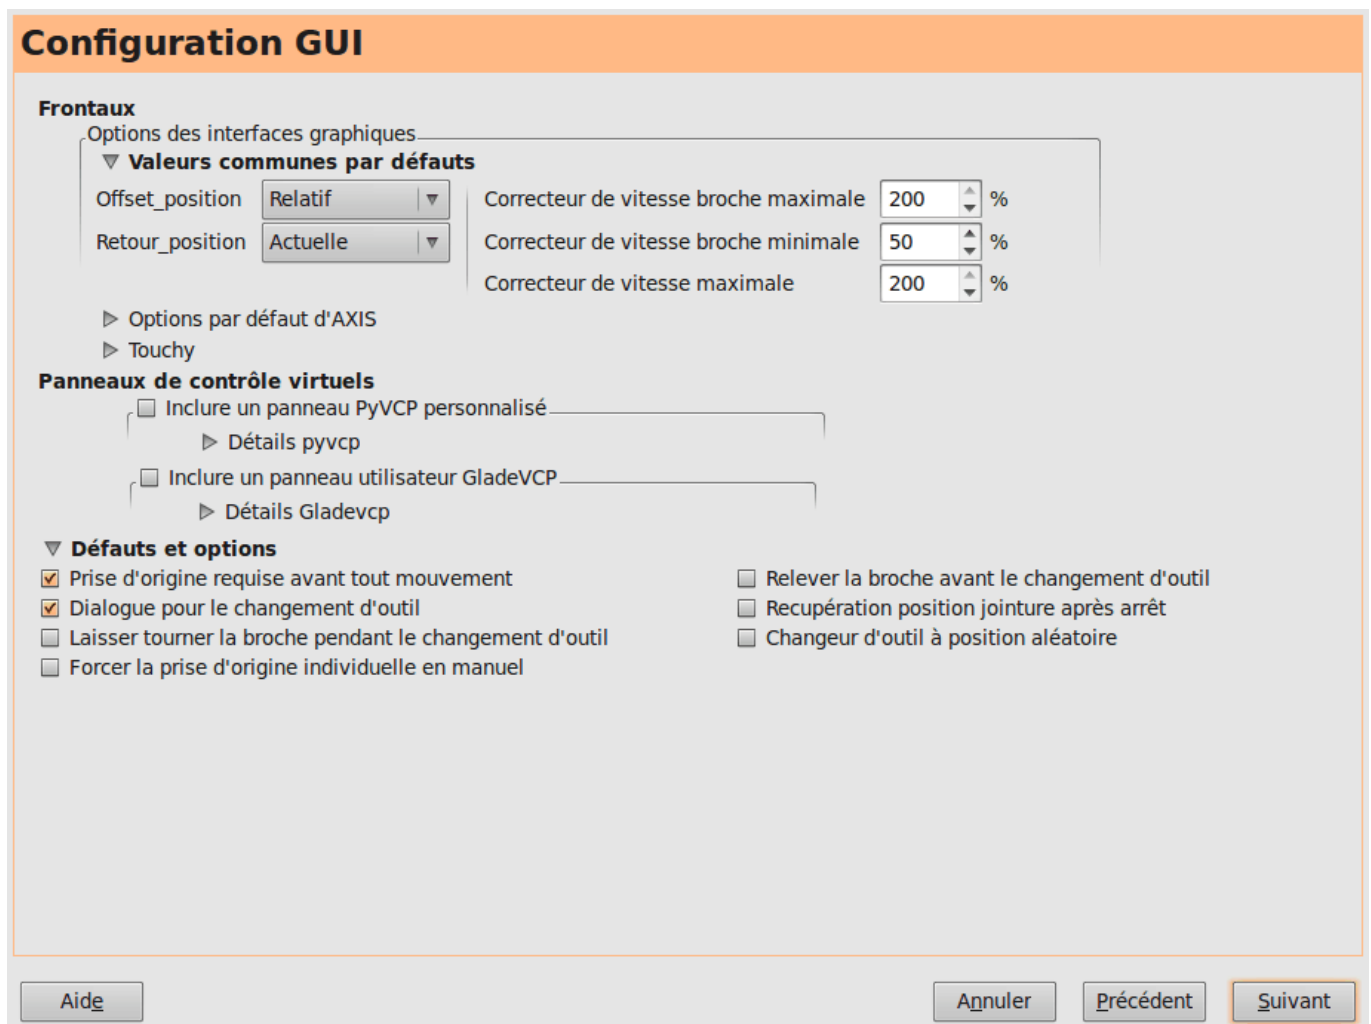 Configuration GUI
Frontaux
Options des interfaces graphiques
Valeurs communes par défauts
Offset_position Relatif Correcteur de vitesse broche maximale 200 %
Retour_position Actuelle Correcteur de vitesse broche minimale 50 %
Correcteur de vitesse maximale 200 %
Options par défaut d'AXIS
Touchy
Panneaux de contrôle virtuels
Inclure un panneau PyVCP personnalisé
Détails pyvcp
Inclure un panneau utilisateur GladeVCP
Détails Gladevcp
Défauts et options
Prise d'origine requise avant tout mouvement Relever la broche avant le changement d'outil
Dialogue pour le changement d'outil Recupération position jointure après arrêt
Laisser tourner la broche pendant le changement d'outil Changeur d'outil à position aléatoire
Forcer la prise d'origine individuelle en manuel
Aide Annuler Précédent Suivant